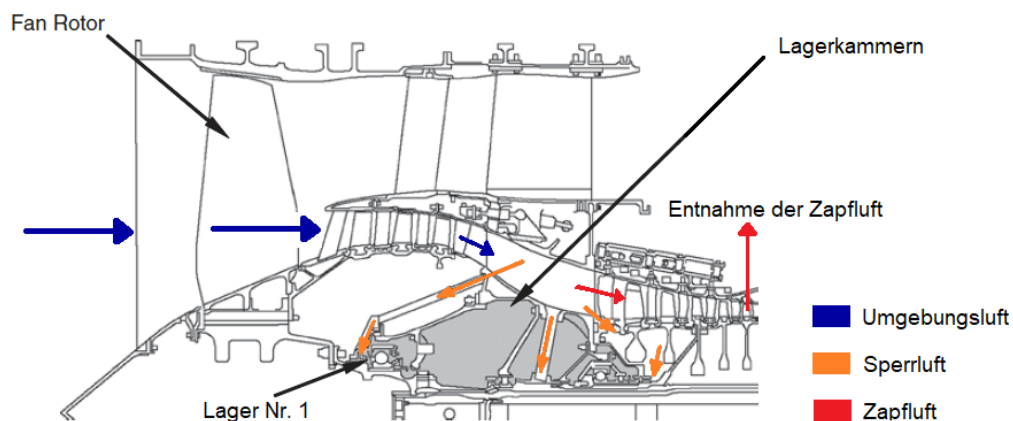 Fan Rotor
Lagerkammern
Entnahme der Zapfluft
Umgebungsluft
Sperrluft
Lager Nr. 1
Zapfluft